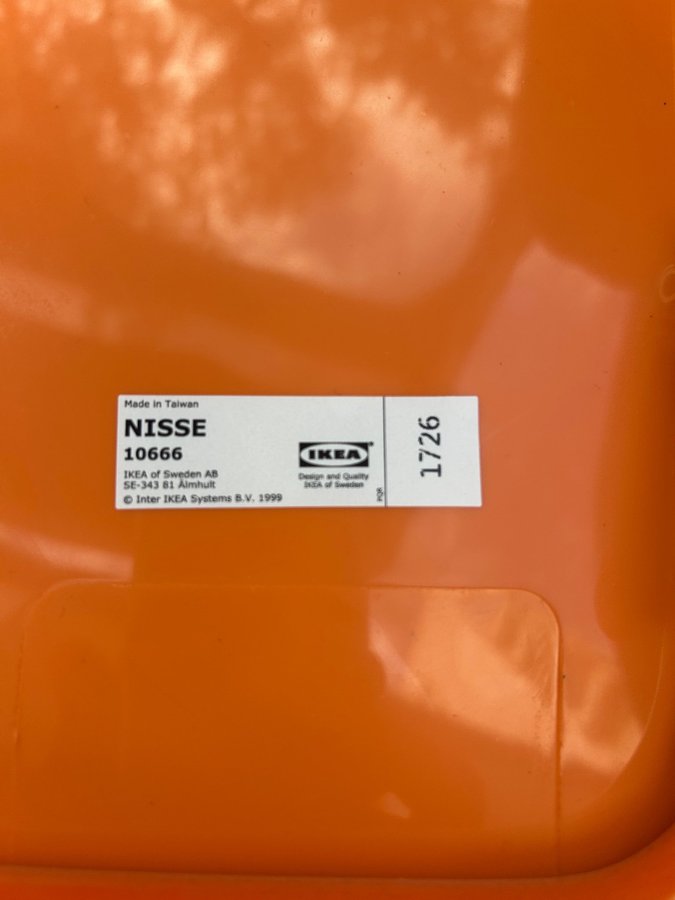 Made in Taiwan
NISSE
10666
IKEA of Sweden AB
SE-343 81 Älmhult
© Inter IKEA Systems B.V. 1999
IKEA®
Design and Quality
IKEA of Sweden
PQR
1726